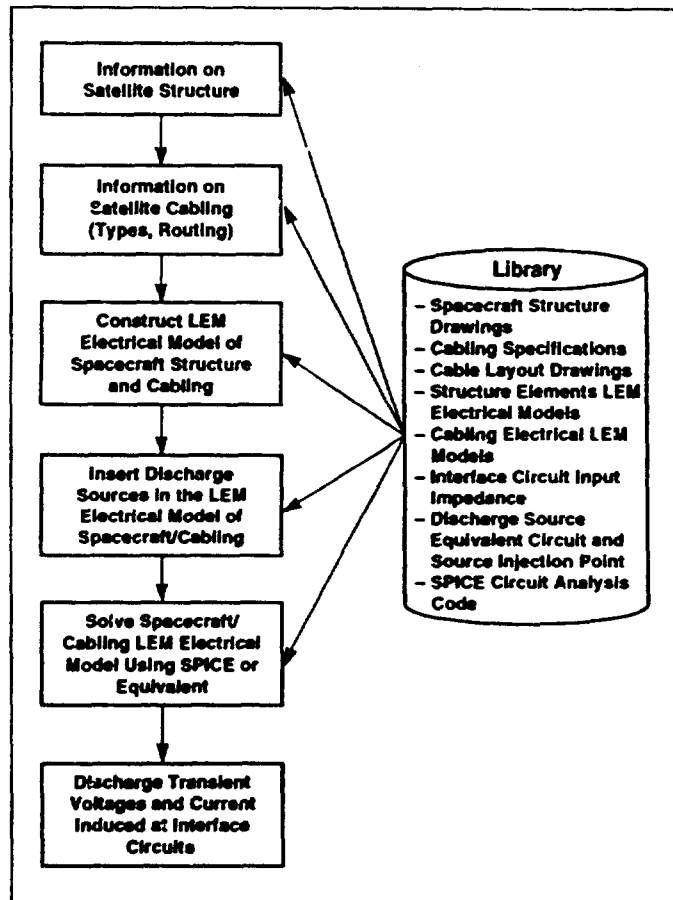 Information on
Satellite Structure
Information on
Satellite Cabling
(Types, Routing)
Construct LEM
Electrical Model of
Spacecraft Structure
and Cabling
Insert Discharge
Sources in the LEM
Electrical Model of
Spacecraft/Cabling
Solve Spacecraft/
Cabling LEM Electrical
Model Using SPICE or
Equivalent
Discharge Transient
Voltages and Current
Induced at Interface
Circuits
Library
– Spacecraft Structure
Drawings
– Cabling Specifications
– Cable Layout Drawings
– Structure Elements LEM
Electrical Models
– Cabling Electrical LEM
Models
– Interface Circuit Input
Impedance
– Discharge Source
Equivalent Circuit and
Source Injection Point
– SPICE Circuit Analysis
Code